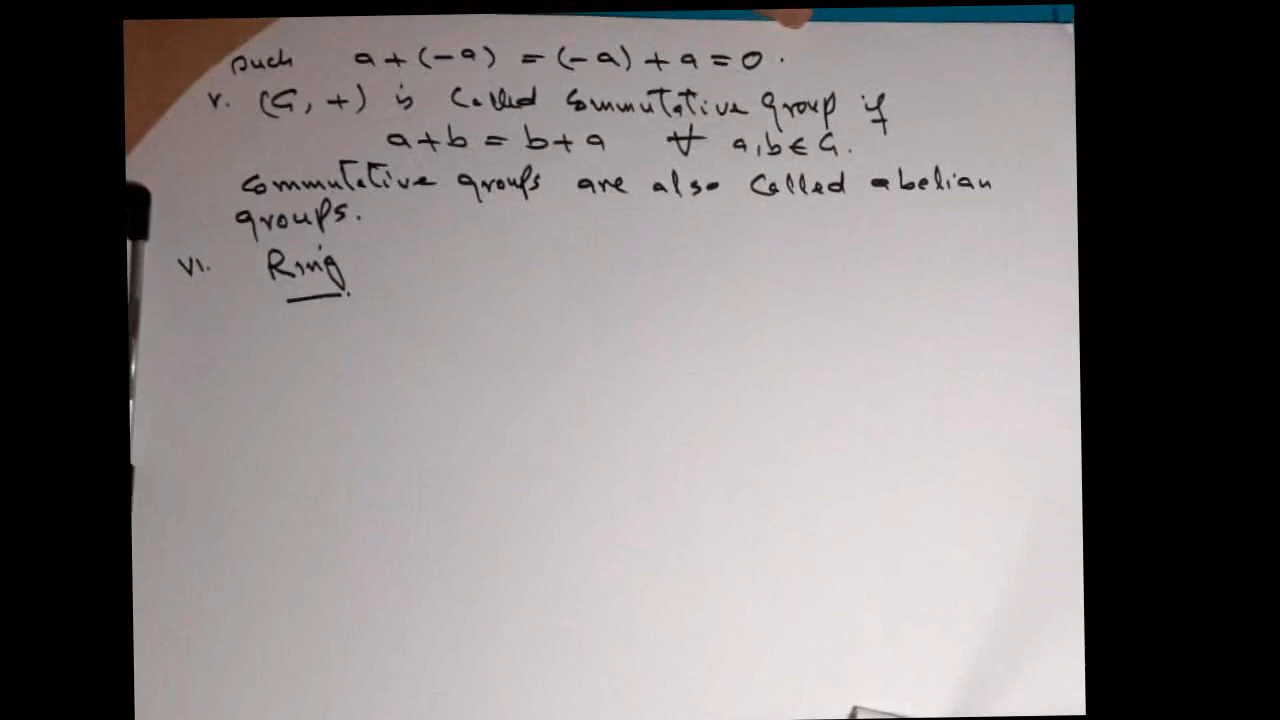 such a + (-a) = (-a) + a = 0.
v. (G, +) is called commutative group if
a + b = b + a ∀ a, b ∈ G.
commutative groups are also called abelian
groups.
VI. Ring